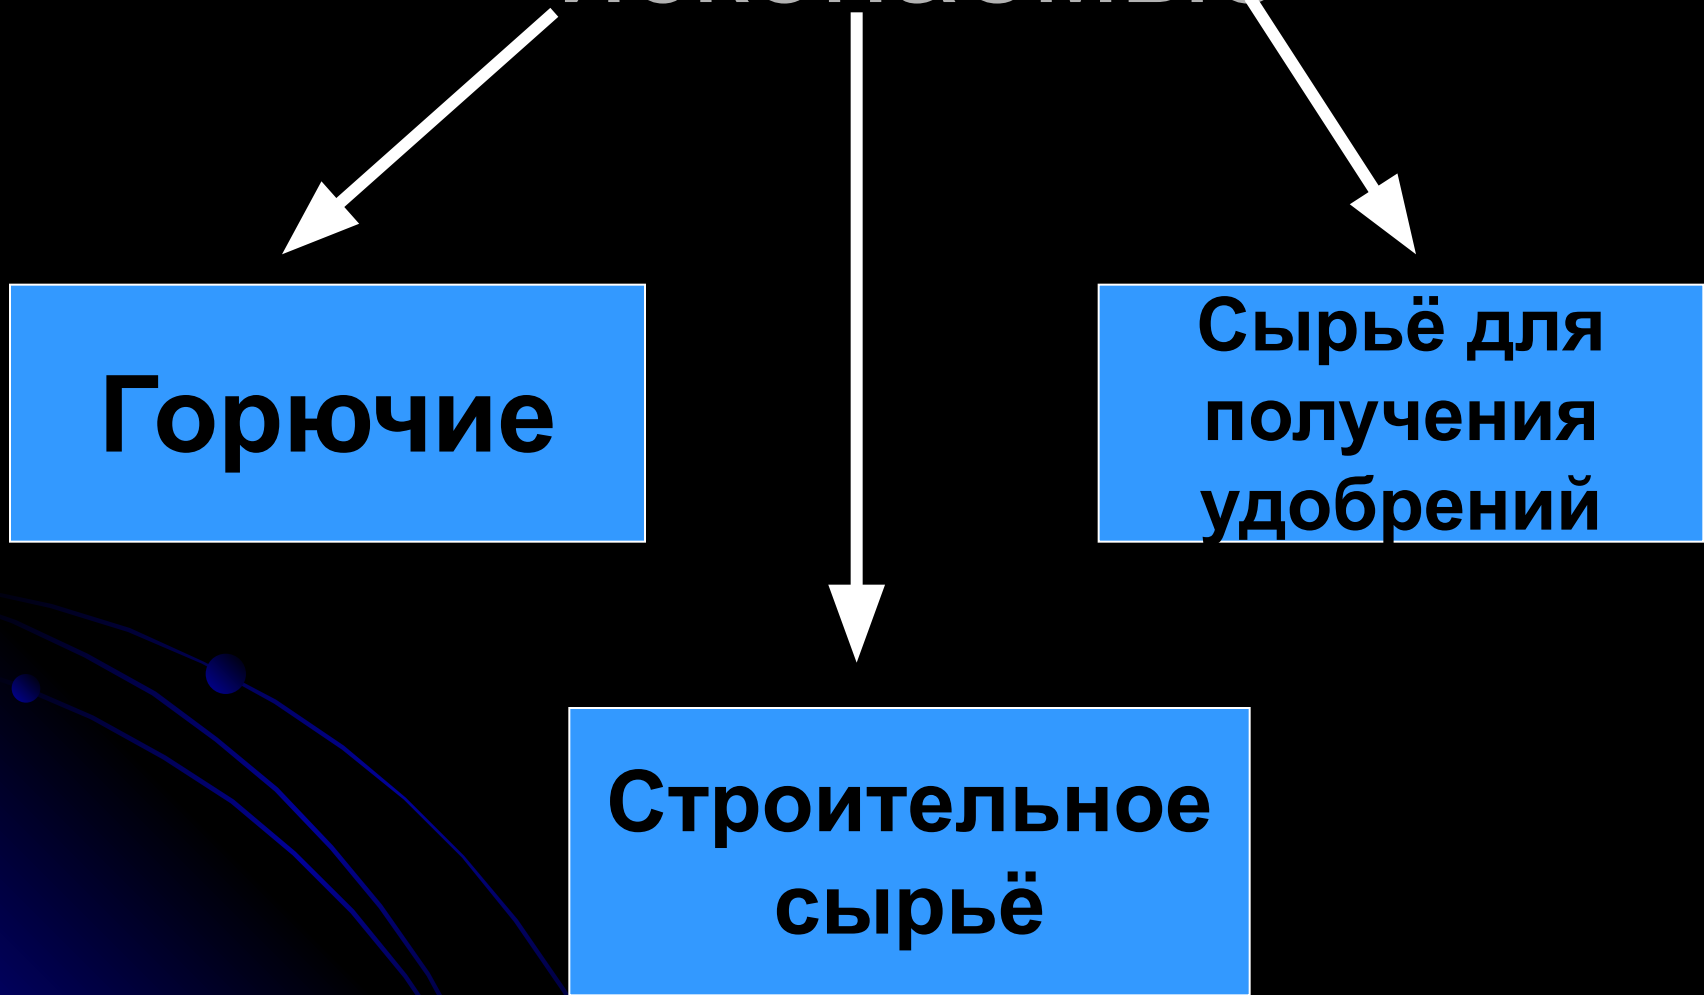 Горючие
Сырьё для
получения
удобрений
Строительное
сырьё